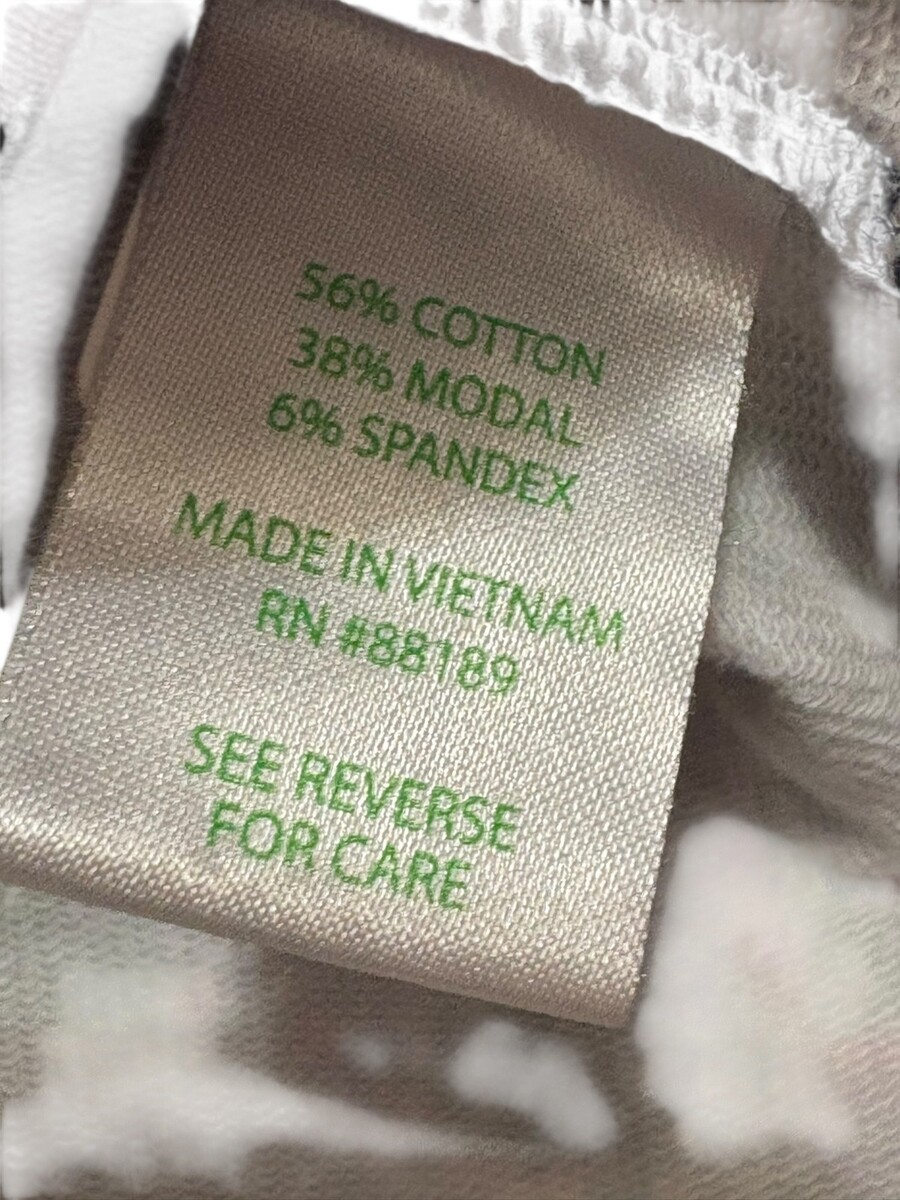 56% COTTON
38% MODAL
6% SPANDEX
MADE IN VIETNAM
RN #88189
SEE REVERSE
FOR CARE